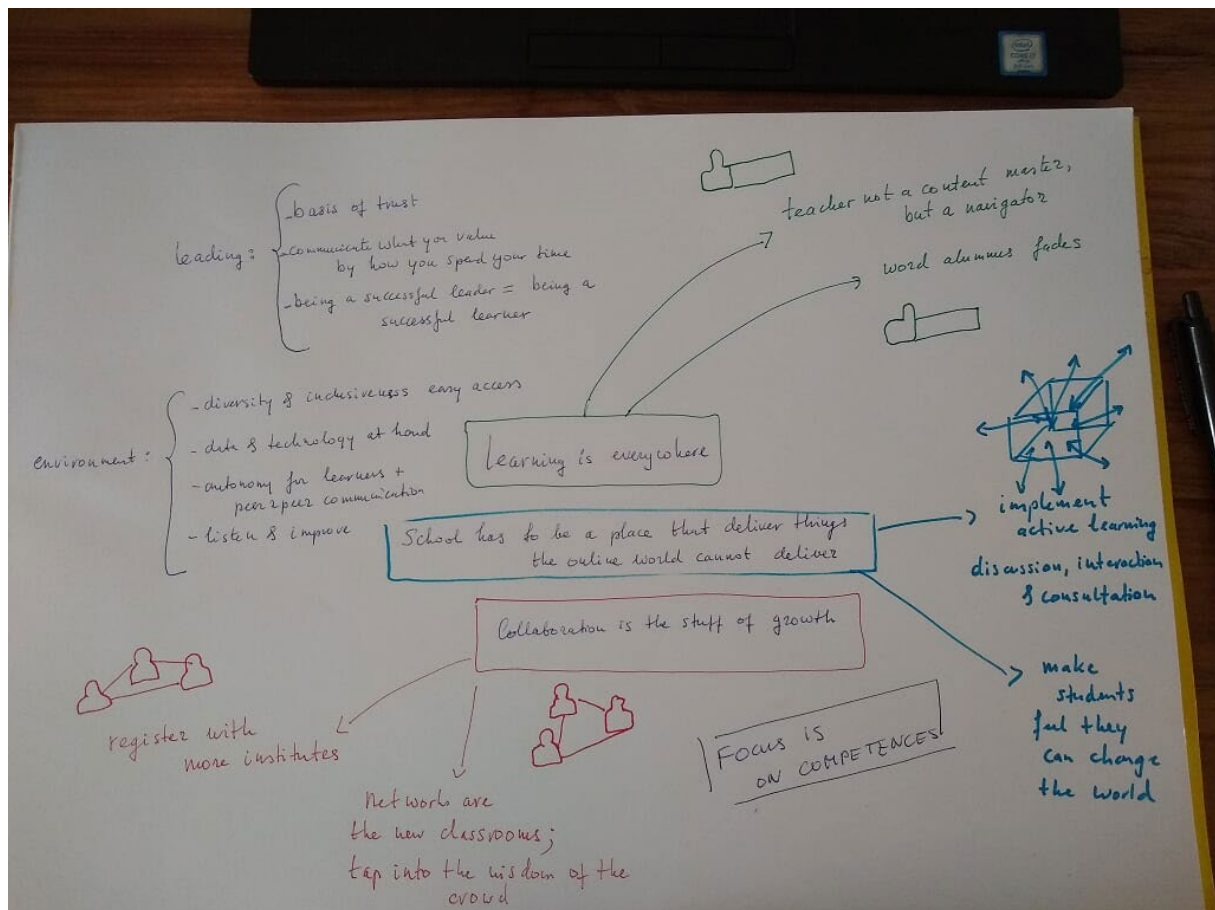 intel
CORE i7
leading:
- basis of trust
- communicate what you value
by how you spend your time
- being a successful leader = being a
successful learner
teacher not a content master,
but a navigator
word alumnus fades
environment:
- diversity & inclusiveness easy access
- data & technology at hand
- autonomy for learners +
peer2peer communication
- listen & improve
Learning is everywhere
School has to be a place that deliver things
the online world cannot deliver
implement
active learning
discussion, interaction
& consultation
Collaboration is the stuff of growth
make
students
feel they
can change
the world
register with
more institutes
Networks are
the new classrooms;
tap into the wisdom of the
crowd
FOCUS IS
ON COMPETENCES